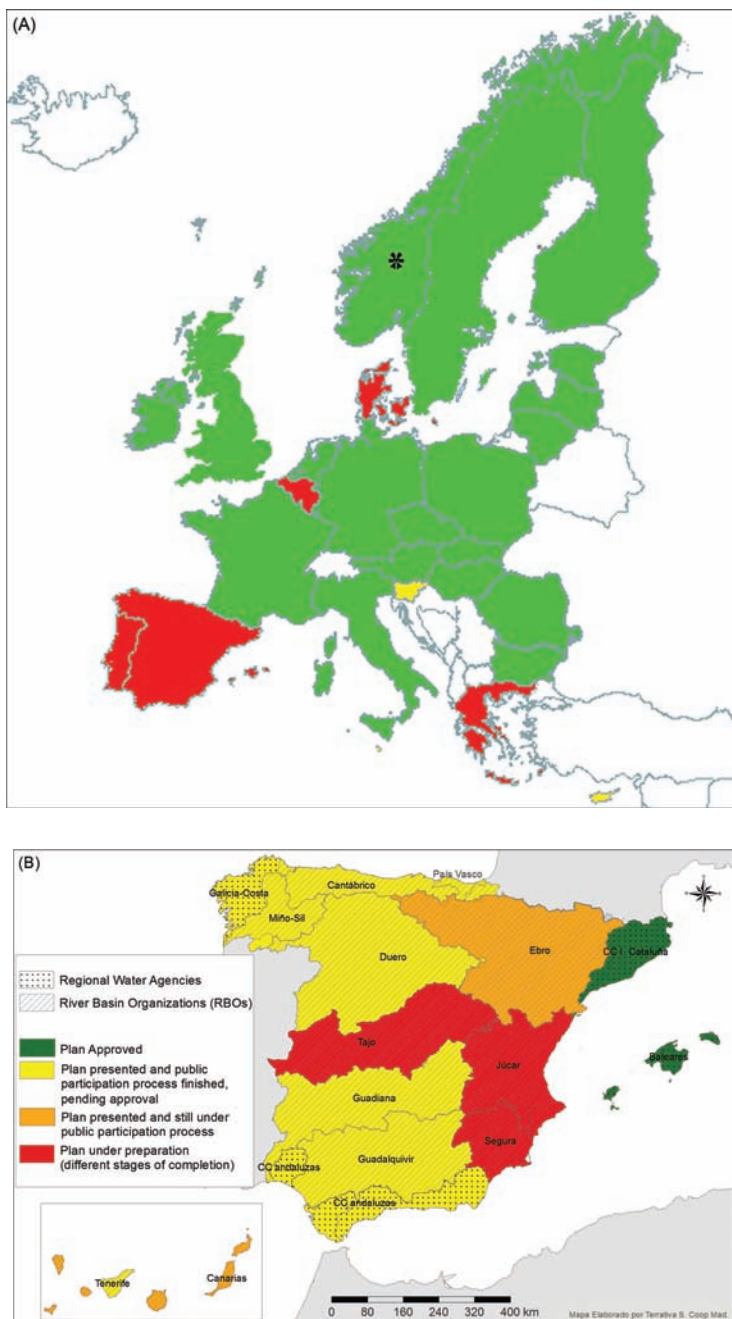 (A)
*
(B)
País Vasco
Cantábrico
Galicia-Costa
Miño-Sil
CC I. Cataluña
Ebro
Duero
Regional Water Agencies
River Basin Organizations (RBOs)
Plan Approved
Plan presented and public
participation process finished,
pending approval
Plan presented and still under
public participation process
Plan under preparation
(different stages of completion)
Tajo
Júcar
Baleares
Guadiana
Segura
Guadalquivir
CC andaluzas
CC andaluzas
Tenerife
Canarias
0 80 160 240 320 400 km
Mapa Elaborado por Terrativa S. Coop Mad.